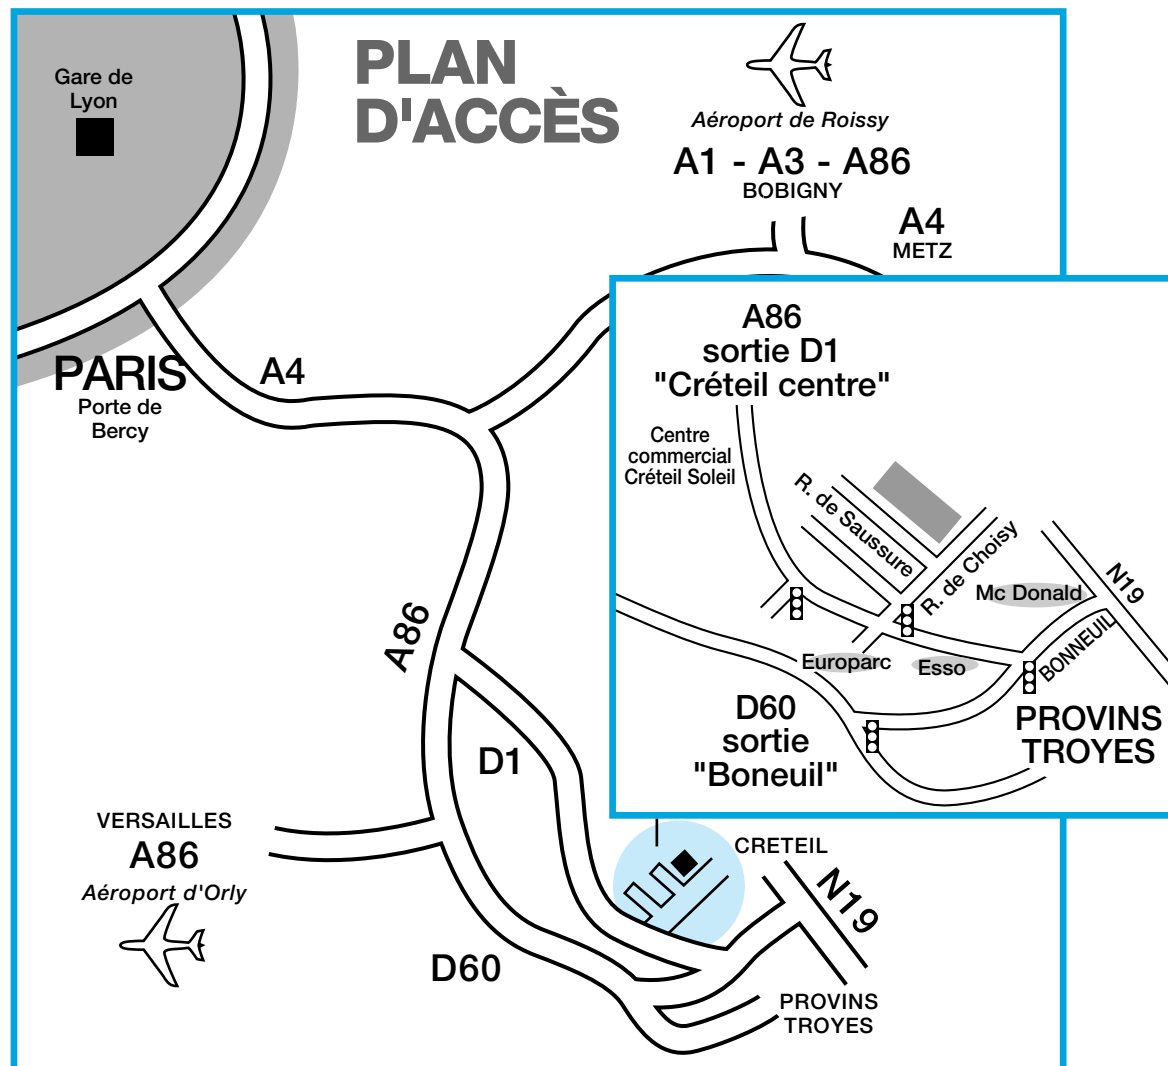 Gare de
Lyon
PLAN
D'ACCÈS
Aéroport de Roissy
A1 - A3 - A86
BOBIGNY
A4
METZ
PARIS
Porte de
Bercy
A4
A86
sortie D1
"Créteil centre"
Centre
commercial
Créteil Soleil
R. de Saussure
R. de Choisy
Mc Donald
N19
BONNEUIL
Europarc
Esso
D60
sortie
"Boneuil"
PROVINS
TROYES
A86
D1
VERSAILLES
A86
Aéroport d'Orly
CRETEIL
N19
D60
PROVINS
TROYES